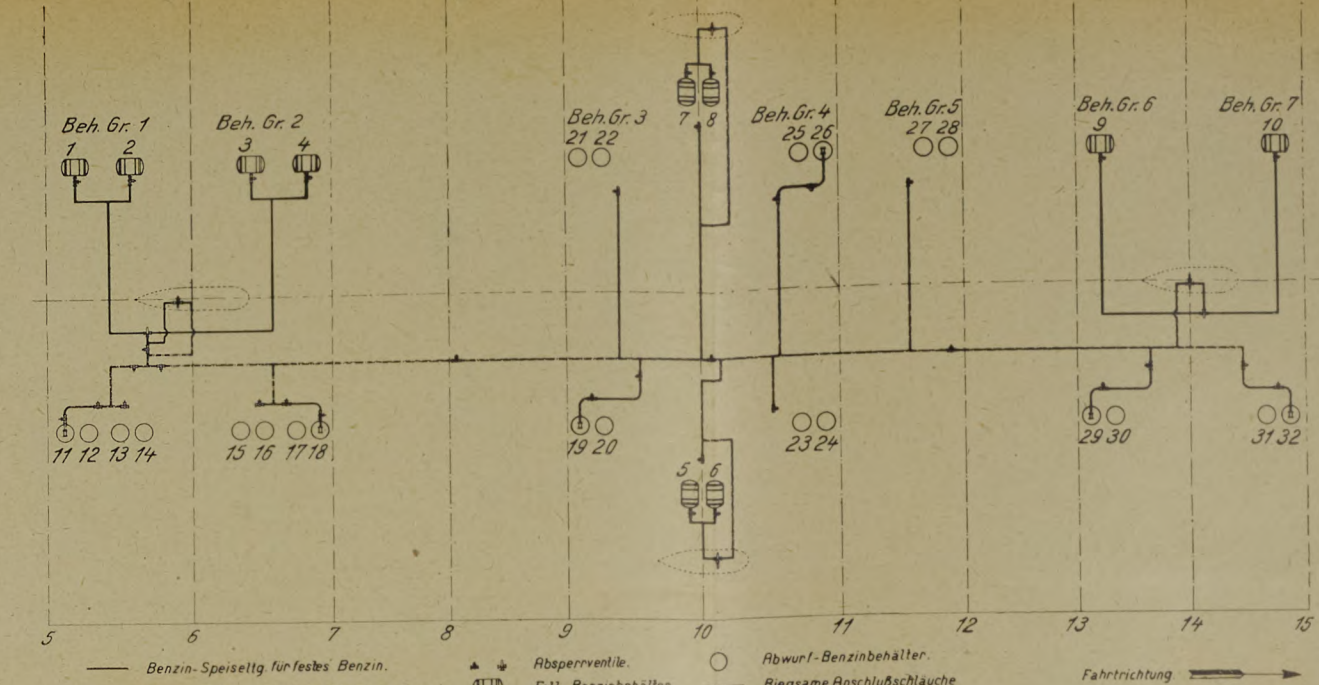 Beh. Gr. 1
1 2
Beh. Gr. 2
3 4
Beh. Gr. 3
21 22
7 8
Beh. Gr. 4
25 26
Beh. Gr. 5
27 28
Beh. Gr. 6
9
Beh. Gr. 7
10
11 12 13 14
15 16 17 18
19 20
5 6
23 24
29 30
31 32
5 6 7 8 9 10 11 12 13 14 15
Benzin-Speiseltg. für festes Benzin.
Absperrventile.
Abwurf-Benzinbehälter.
Biegsame Anschlußschläuche
Fahrtrichtung